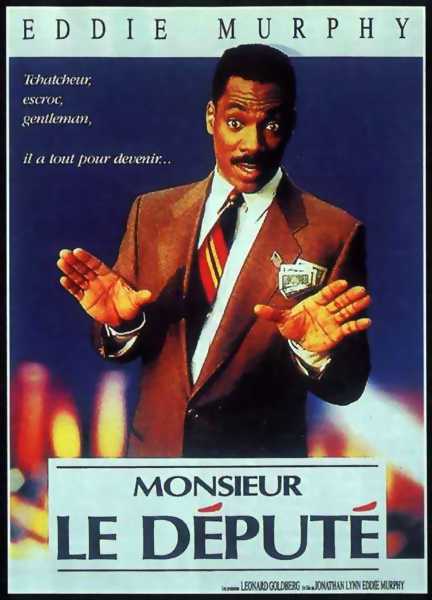 EDDIE MURPHY
Tchatcheur,
escroc,
gentleman,
il a tout pour devenir...
MONSIEUR
LE DÉPUTÉ
LEONARD GOLDBERG
JONATHAN LYNN EDDIE MURPHY